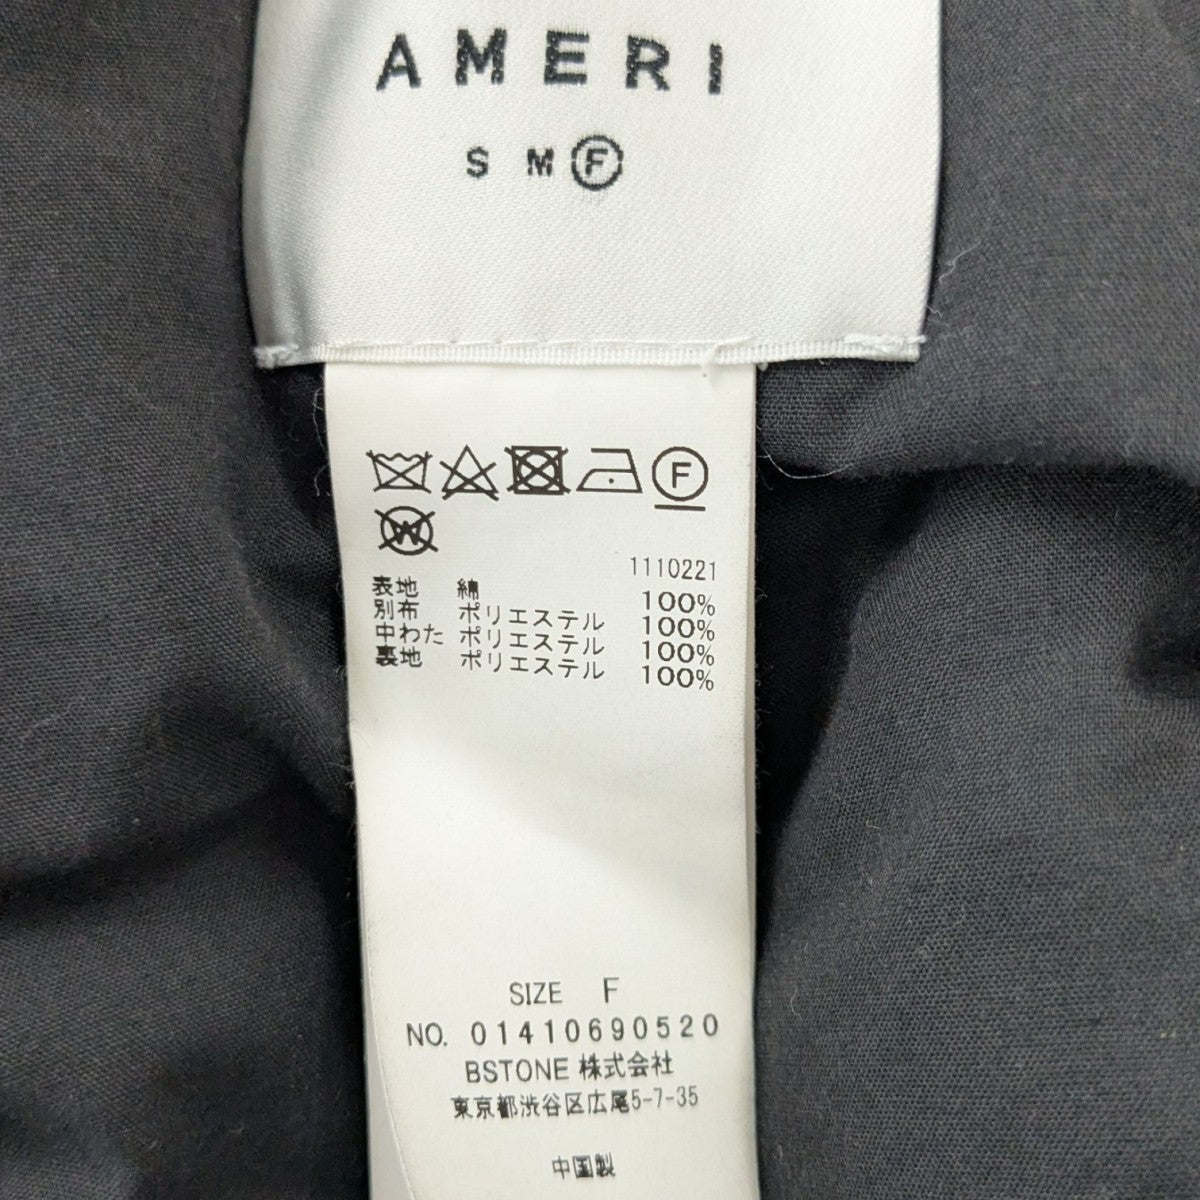 AMERI
S M F
F
W
1110221
表地 綿 100%
別布 ポリエステル 100%
中わた ポリエステル 100%
裏地 ポリエステル 100%
SIZE F
NO. 01410690520
BSTONE 株式会社
東京都渋谷区広尾5-7-35
中国製